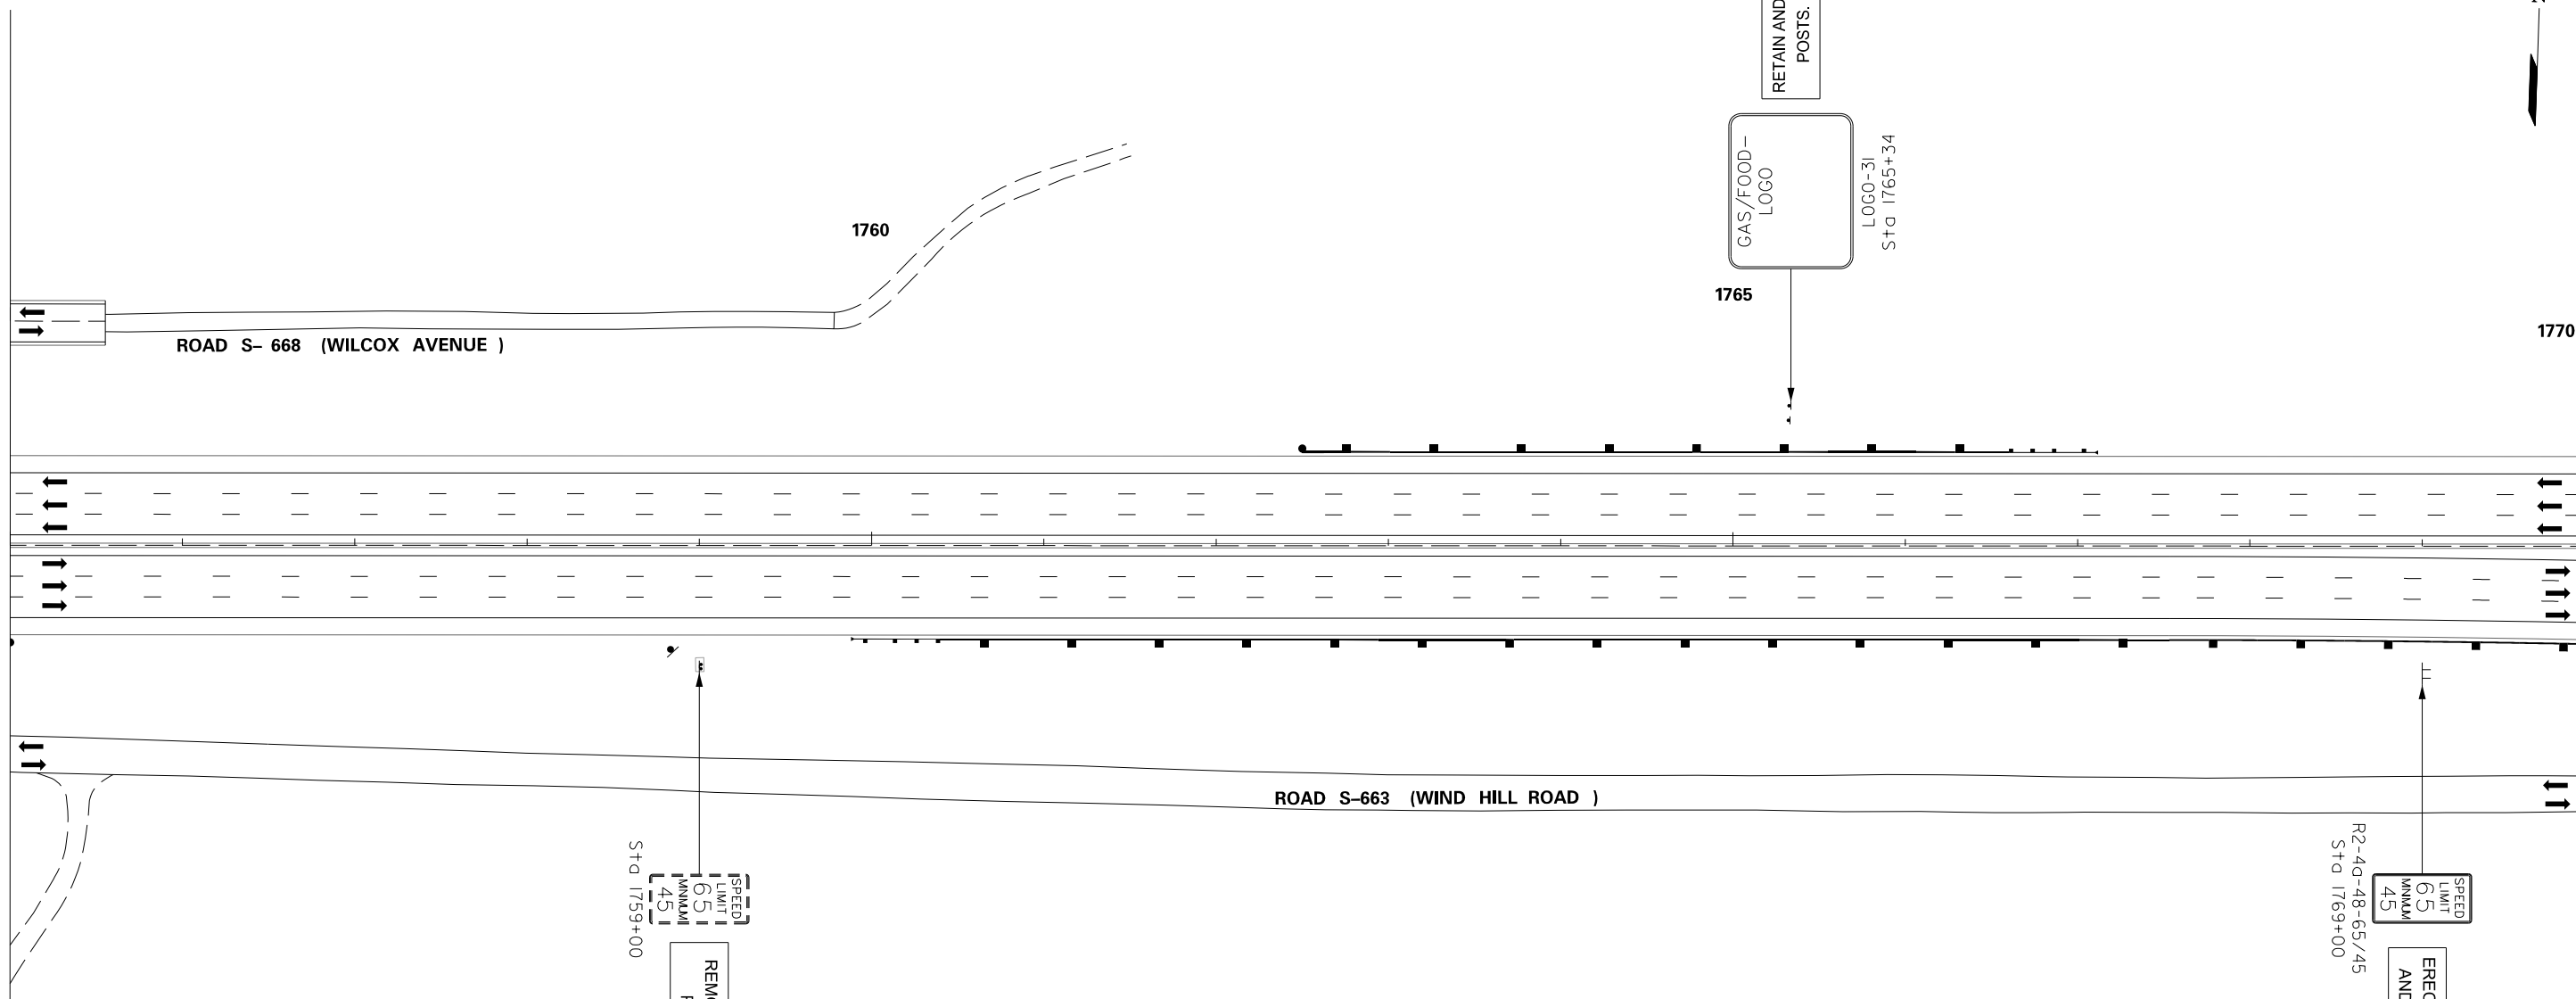 RETAIN AND
POSTS.
GAS/FOOD-
LOGO
LOGO-31
Sta 1765+34
1760
1765
1770
ROAD S– 668 (WILCOX AVENUE )
ROAD S–663 (WIND HILL ROAD )
Sta 1759+00
SPEED
LIMIT
65
MINIMUM
45
R2-4a-48-65/45
Sta 1769+00
SPEED
LIMIT
65
MINIMUM
45
AND